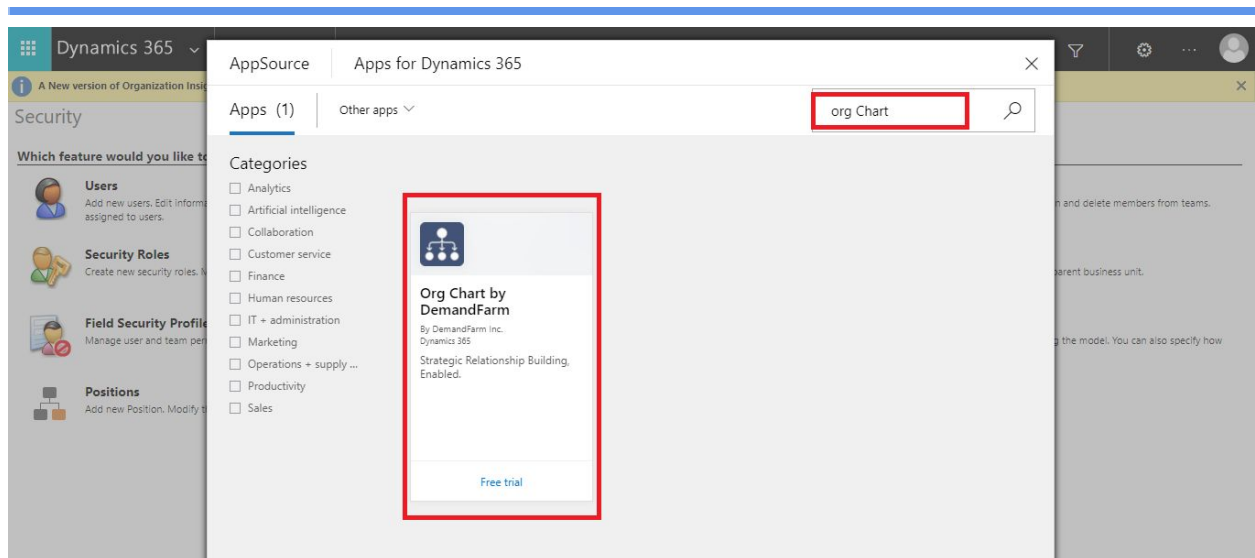 Dynamics 365
AppSource
Apps for Dynamics 365
A New version of Organization Insig
Apps (1)
Other apps
org Chart
Security
Which feature would you like to
Categories
Users
Add new users. Edit informa
assigned to users.
Analytics
Artificial intelligence
Collaboration
Customer service
Finance
Human resources
IT + administration
Marketing
Operations + supply ...
Productivity
Sales
Org Chart by
DemandFarm
By DemandFarm Inc.
Dynamics 365
Strategic Relationship Building,
Enabled.
Free trial
n and delete members from teams.
Security Roles
Create new security roles. M
parent business unit.
Field Security Profile
Manage user and team per
g the model. You can also specify how
Positions
Add new Position. Modify t